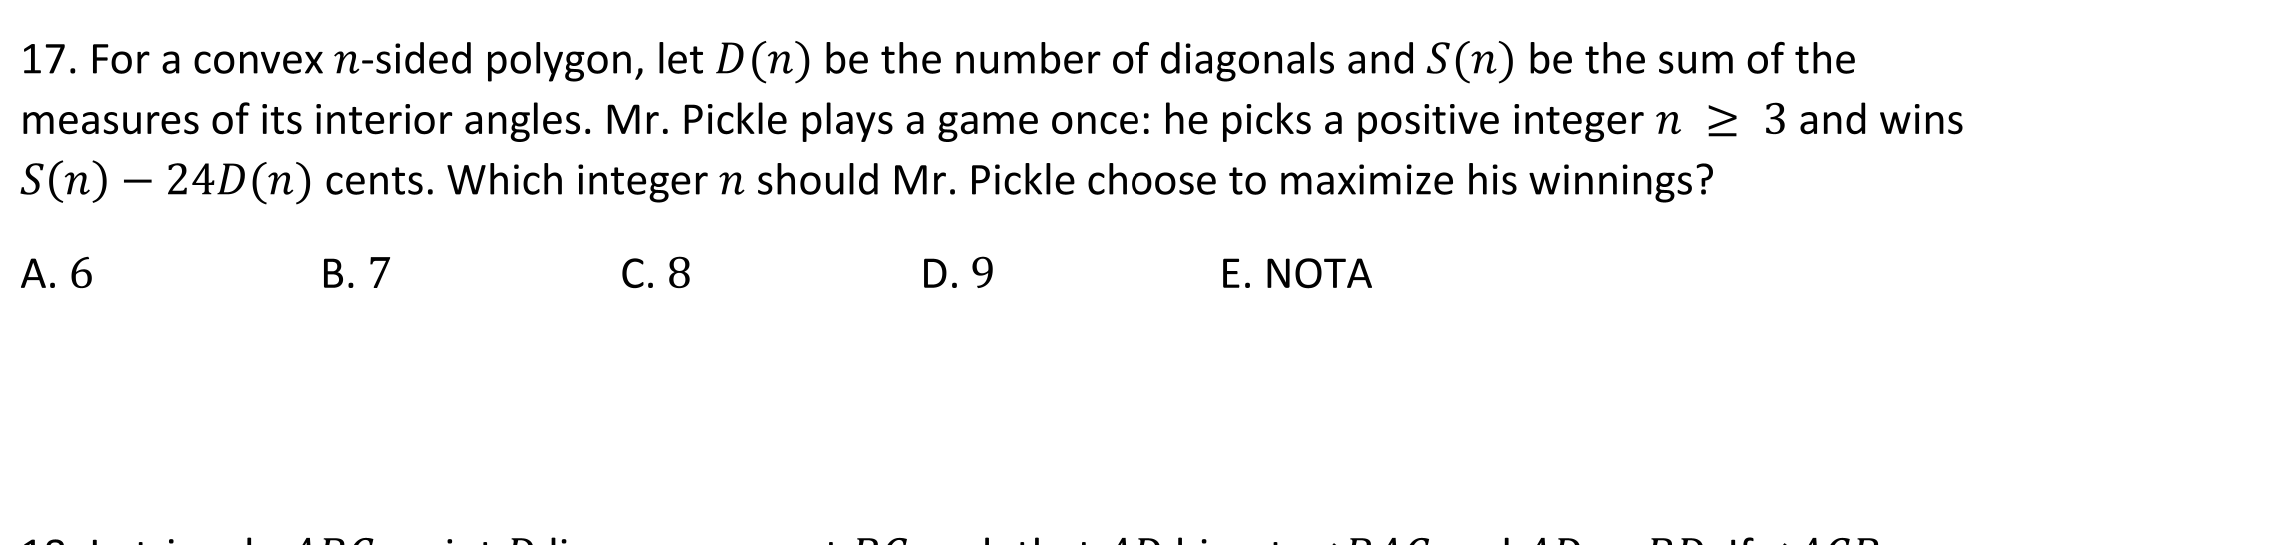 17. For a convex n-sided polygon, let D(n) be the number of diagonals and S(n) be the sum of the
measures of its interior angles. Mr. Pickle plays a game once: he picks a positive integer n ≥ 3 and wins
S(n) − 24D(n) cents. Which integer n should Mr. Pickle choose to maximize his winnings?
A. 6 B. 7 C. 8 D. 9 E. NOTA